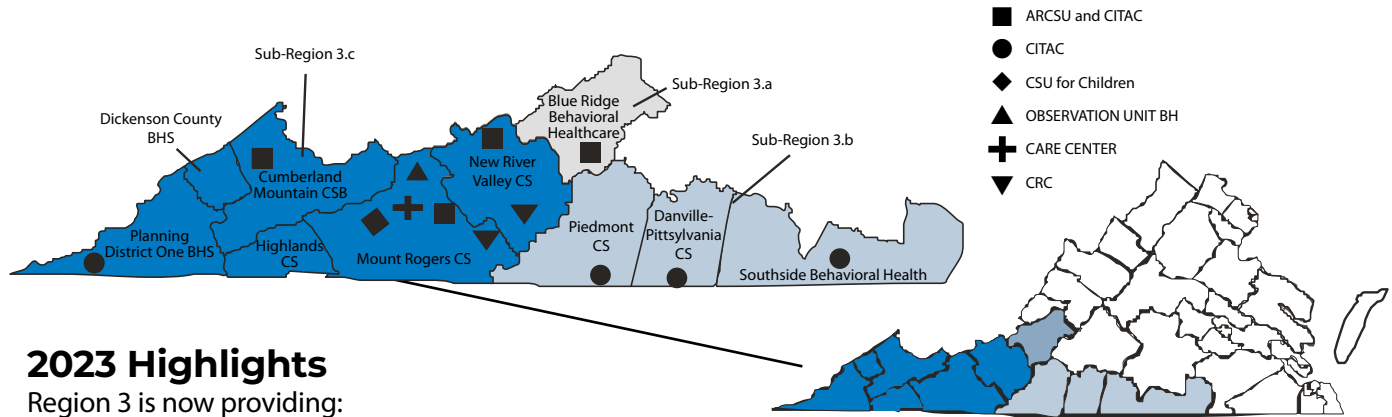 Sub-Region 3.c
Dickenson County
BHS
Cumberland
Mountain CSB
Planning
District One BHS
Highlands
CS
Mount Rogers CS
New River
Valley CS
Blue Ridge
Behavioral
Healthcare
Sub-Region 3.a
Sub-Region 3.b
Piedmont
CS
Danville-
Pittsylvania
CS
Southside Behavioral Health
ARCSU and CITAC
CITAC
CSU for Children
OBSERVATION UNIT BH
CARE CENTER
CRC
2023 Highlights
Region 3 is now providing: